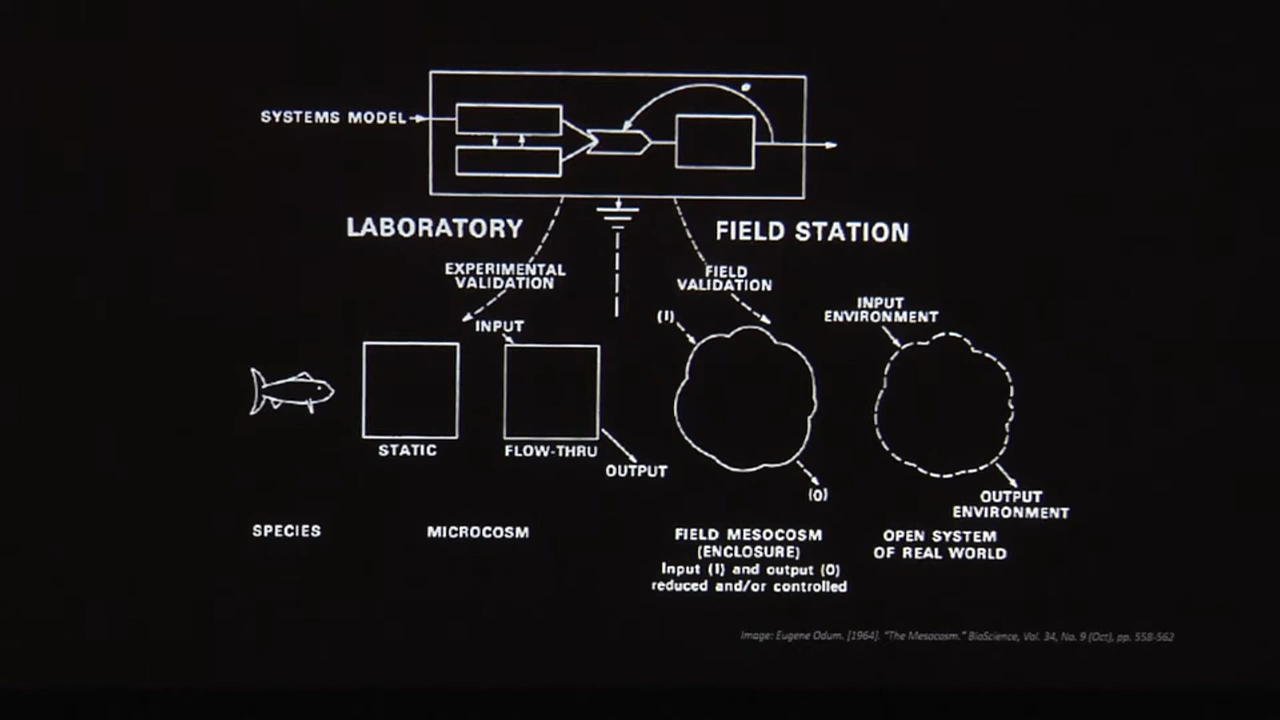 SYSTEMS MODEL
LABORATORY
FIELD STATION
EXPERIMENTAL
VALIDATION
FIELD
VALIDATION
INPUT
ENVIRONMENT
(I)
INPUT
STATIC
FLOW-THRU
OUTPUT
(0)
OUTPUT
ENVIRONMENT
SPECIES
MICROCOSM
FIELD MESOCOSM
(ENCLOSURE)
Input (I) and output (0)
reduced and/or controlled
OPEN SYSTEM
OF REAL WORLD
Image: Eugene Odum. [1964]. "The Mesocosm." BioScience, Vol. 34, No. 9 (Oct), pp. 558-562